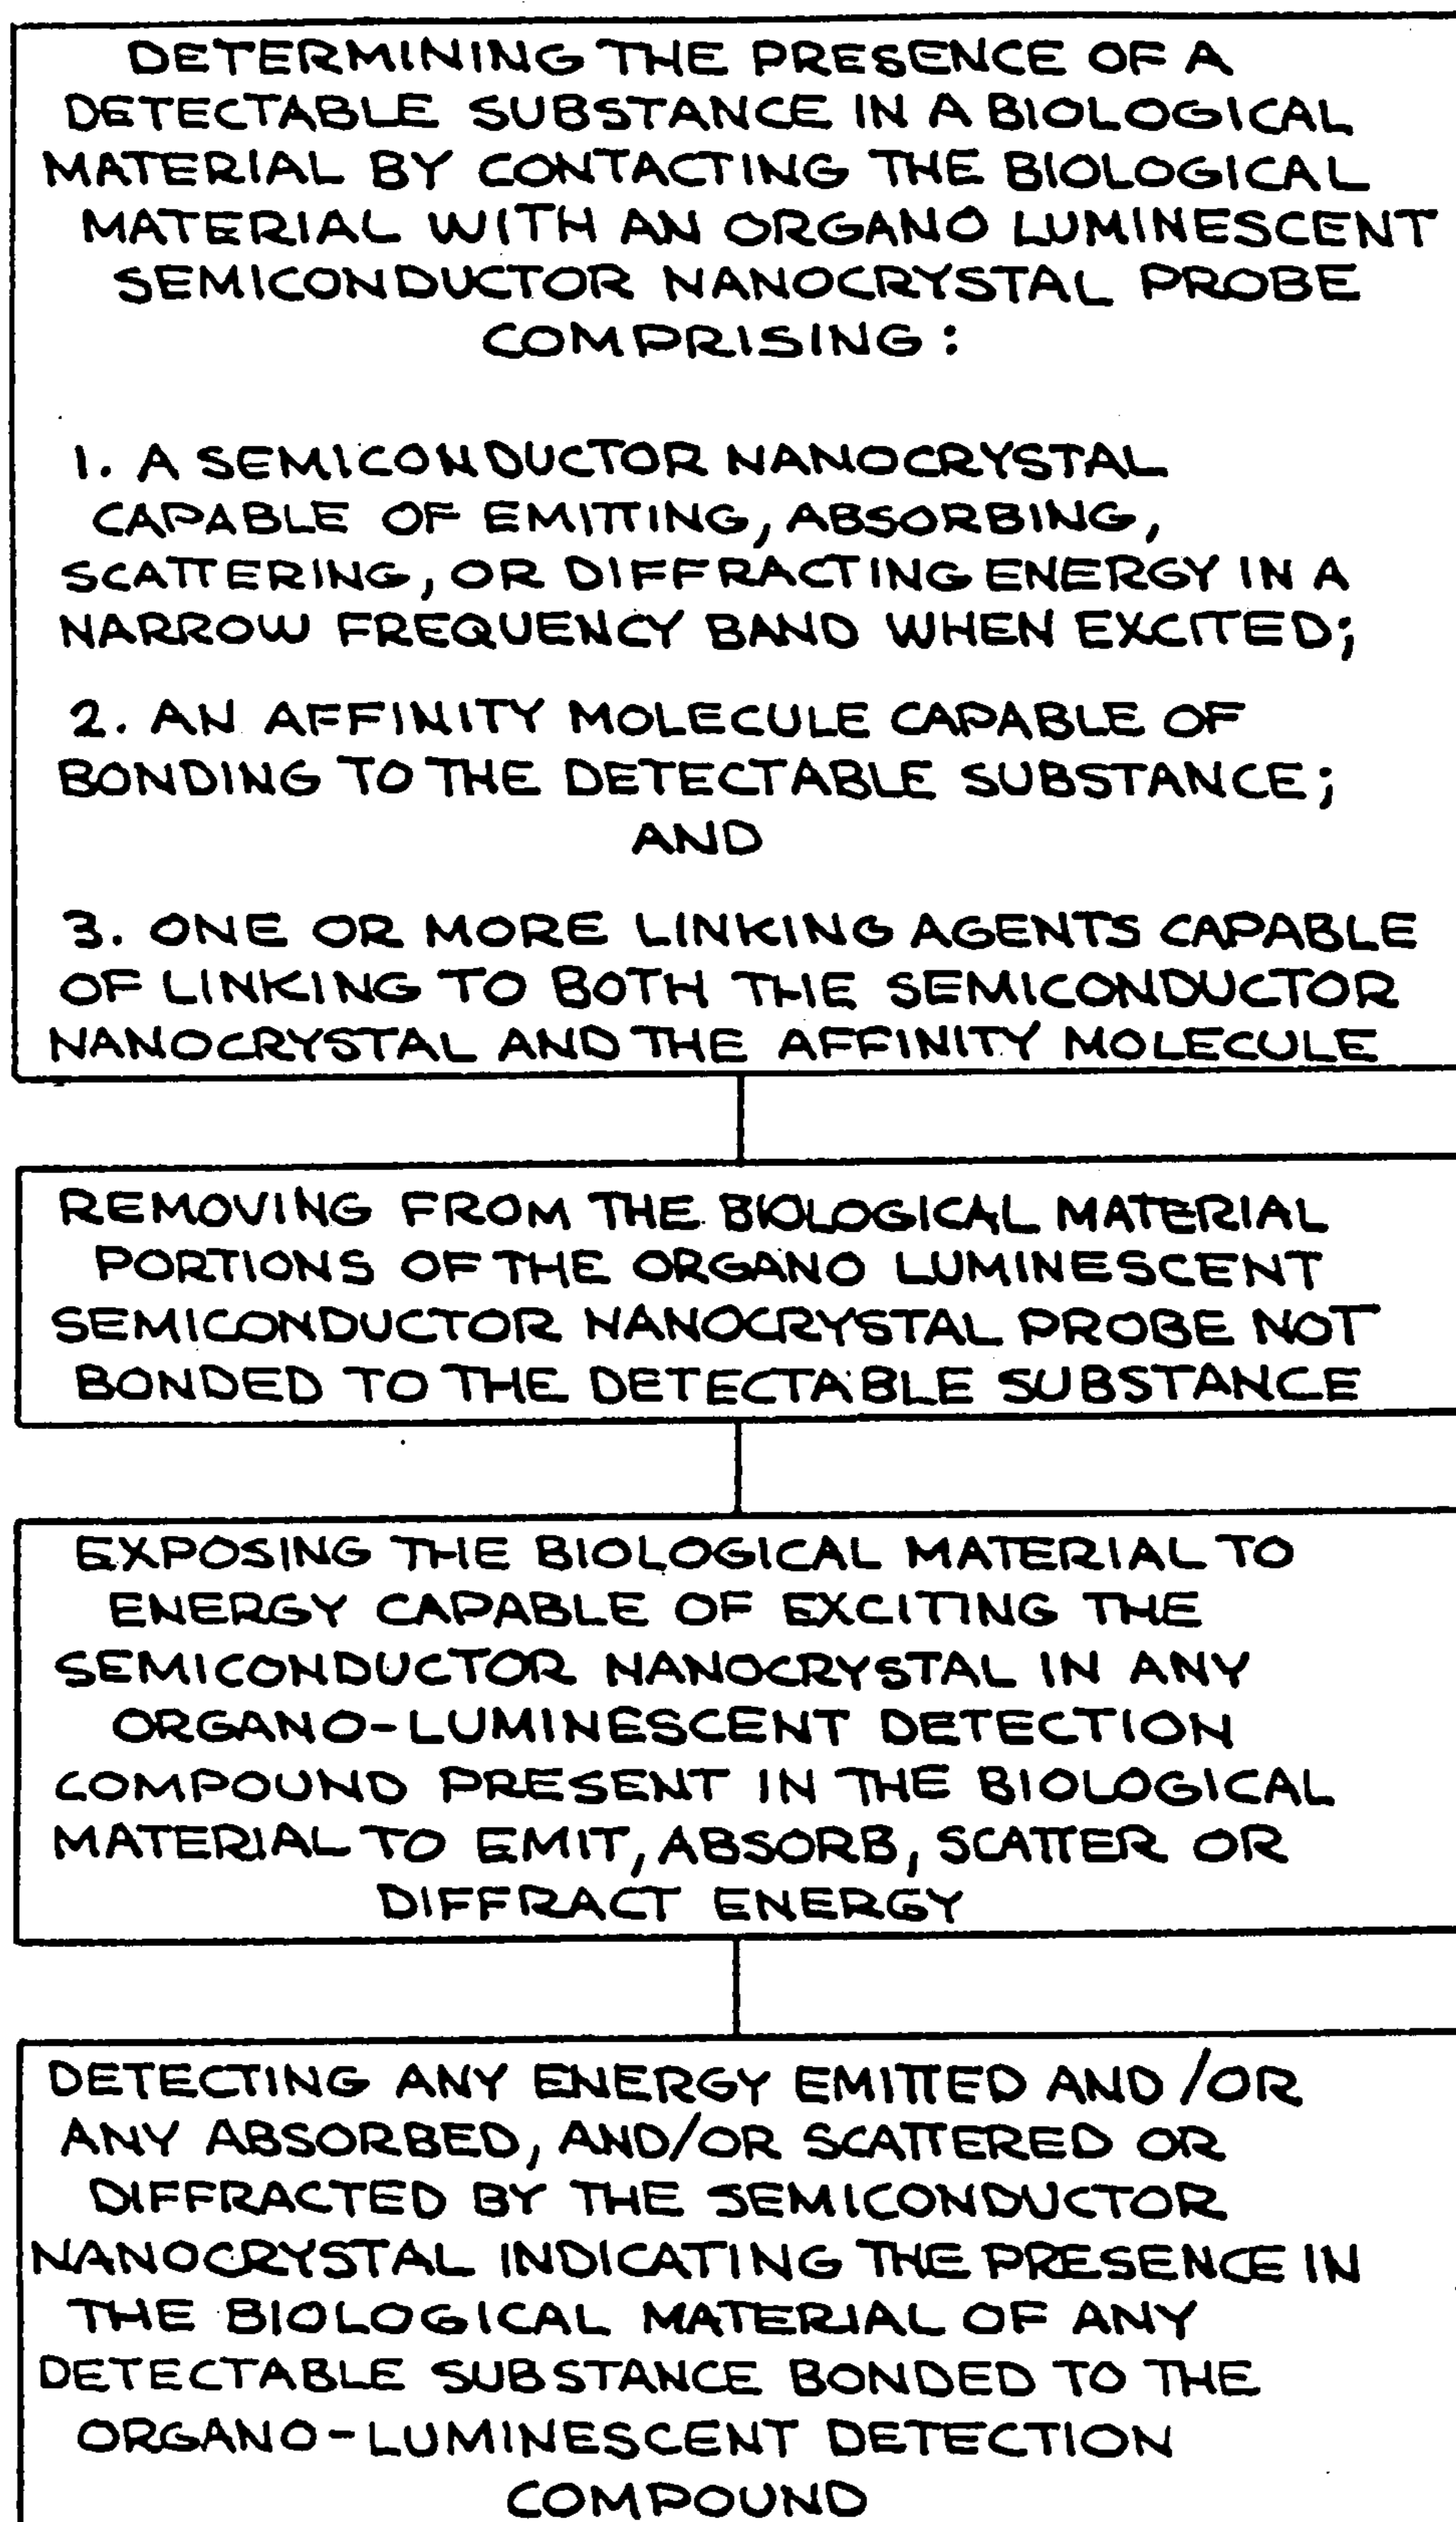 DETERMINING THE PRESENCE OF A
DETECTABLE SUBSTANCE IN A BIOLOGICAL
MATERIAL BY CONTACTING THE BIOLOGICAL
MATERIAL WITH AN ORGANO LUMINESCENT
SEMICONDUCTOR NANOCRYSTAL PROBE
COMPRISING:
1. A SEMICONDUCTOR NANOCRYSTAL
CAPABLE OF EMITTING, ABSORBING,
SCATTERING, OR DIFFRACTING ENERGY IN A
NARROW FREQUENCY BAND WHEN EXCITED;
2. AN AFFINITY MOLECULE CAPABLE OF
BONDING TO THE DETECTABLE SUBSTANCE;
AND
3. ONE OR MORE LINKING AGENTS CAPABLE
OF LINKING TO BOTH THE SEMICONDUCTOR
NANOCRYSTAL AND THE AFFINITY MOLECULE
REMOVING FROM THE BIOLOGICAL MATERIAL
PORTIONS OF THE ORGANO LUMINESCENT
SEMICONDUCTOR NANOCRYSTAL PROBE NOT
BONDED TO THE DETECTABLE SUBSTANCE
EXPOSING THE BIOLOGICAL MATERIAL TO
ENERGY CAPABLE OF EXCITING THE
SEMICONDUCTOR NANOCRYSTAL IN ANY
ORGANO-LUMINESCENT DETECTION
COMPOUND PRESENT IN THE BIOLOGICAL
MATERIAL TO EMIT, ABSORB, SCATTER OR
DIFFRACT ENERGY
DETECTING ANY ENERGY EMITTED AND/OR
ANY ABSORBED, AND/OR SCATTERED OR
DIFFRACTED BY THE SEMICONDUCTOR
NANOCRYSTAL INDICATING THE PRESENCE IN
THE BIOLOGICAL MATERIAL OF ANY
DETECTABLE SUBSTANCE BONDED TO THE
ORGANO-LUMINESCENT DETECTION
COMPOUND